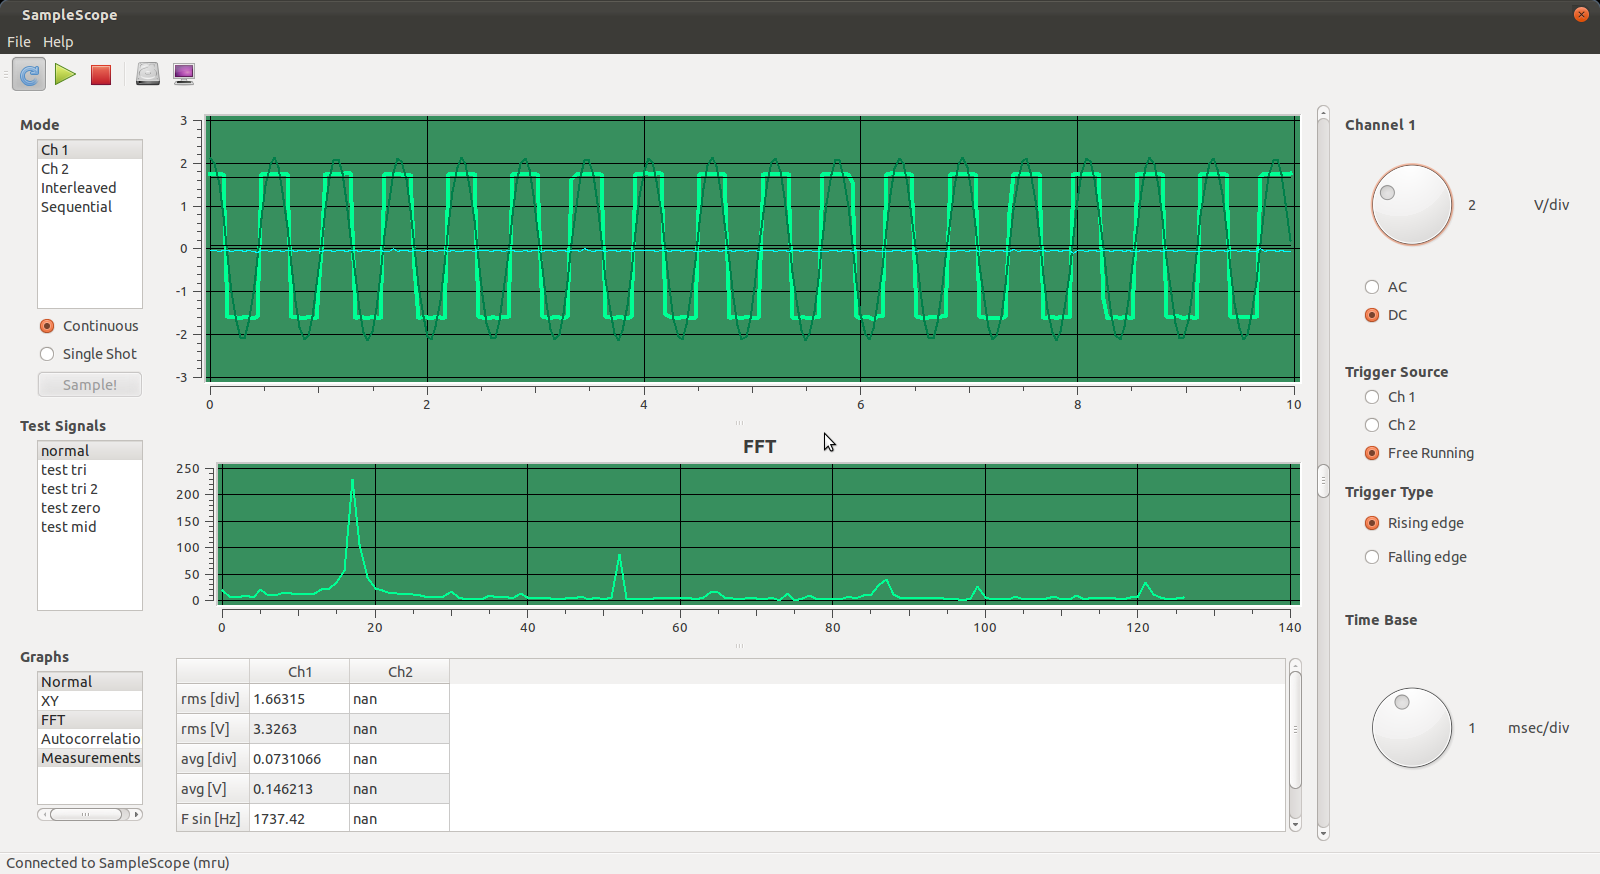 SampleScope
File Help
Mode
Ch 1
Ch 2
Interleaved
Sequential
Continuous
Single Shot
Sample!
Test Signals
normal
test tri
test tri 2
test zero
test mid
Graphs
Normal
XY
FFT
Autocorrelatio
Measurements
3
2
1
0
-1
-2
-3
0 2 4 6 8 10
FFT
250
200
150
100
50
0
0 20 40 60 80 100 120 140
Ch1 Ch2
rms [div] 1.66315 nan
rms [V] 3.3263 nan
avg [div] 0.0731066 nan
avg [V] 0.146213 nan
F sin [Hz] 1737.42 nan
Channel 1
2 V/div
AC
DC
Trigger Source
Ch 1
Ch 2
Free Running
Trigger Type
Rising edge
Falling edge
Time Base
1 msec/div
Connected to SampleScope (mru)